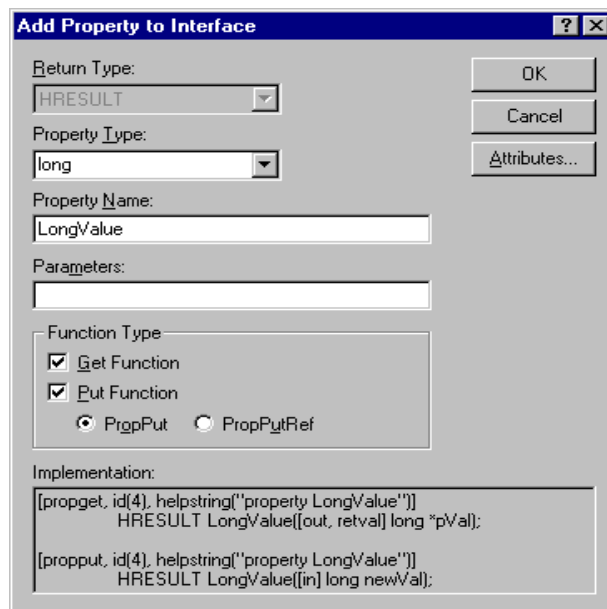 Add Property to Interface
Return Type:
OK
HRESULT
Cancel
Property Type:
long
Attributes...
Property Name:
LongValue
Parameters:
Function Type
Get Function
Put Function
PropPut PropPutRef
Implementation:
[propget, id(4), helpstring("property LongValue")]
HRESULT LongValue([out, retval] long *pVal);
[propput, id(4), helpstring("property LongValue")]
HRESULT LongValue([in] long newVal);